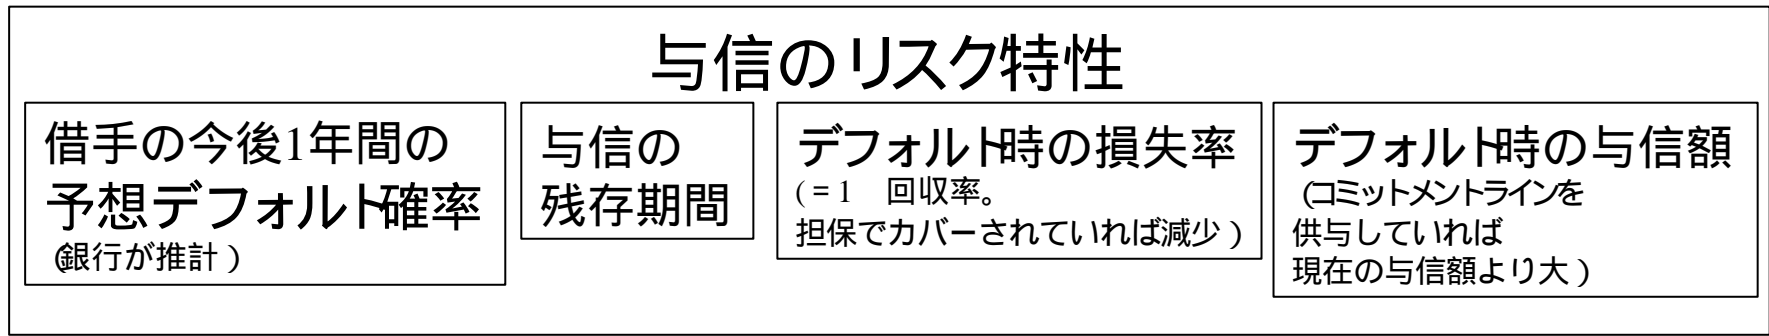 与信のリスク特性
借手の今後1年間の
予想デフォルト確率
(銀行が推計)
与信の
残存期間
デフォルト時の損失率
(=1 回収率。
担保でカバーされていれば減少)
デフォルト時の与信額
(コミットメントラインを
供与していれば
現在の与信額より大)